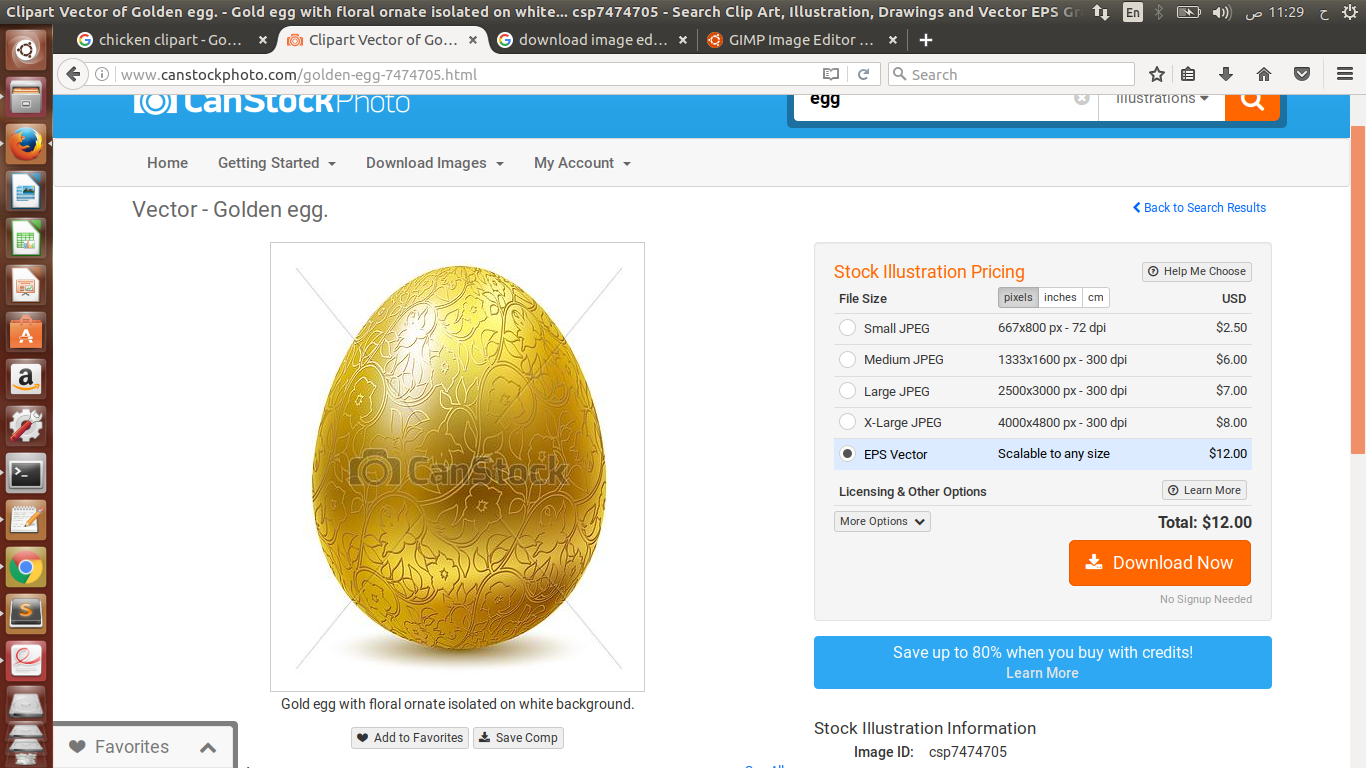 Clipart Vector of Golden egg. - Gold egg with floral ornate isolated on white... csp7474705 - Search Clip Art, Illustration, Drawings and Vector EPS Gr
En
ص 11:29 ح
chicken clipart - Go... ×
Clipart Vector of Go... ×
download image ed... ×
GIMP Image Editor ... ×
www.canstockphoto.com/golden-egg-7474705.html
Search
CanStockPhoto
egg
Illustrations
Home
Getting Started
Download Images
My Account
Vector - Golden egg.
Back to Search Results
CanStock
Gold egg with floral ornate isolated on white background.
Add to Favorites
Save Comp
Stock Illustration Pricing
Help Me Choose
File Size pixels inches cm USD
Small JPEG 667x800 px - 72 dpi $2.50
Medium JPEG 1333x1600 px - 300 dpi $6.00
Large JPEG 2500x3000 px - 300 dpi $7.00
X-Large JPEG 4000x4800 px - 300 dpi $8.00
EPS Vector Scalable to any size $12.00
Licensing & Other Options
Learn More
More Options
Total: $12.00
Download Now
No Signup Needed
Save up to 80% when you buy with credits!
Learn More
Stock Illustration Information
Image ID: csp7474705
Favorites